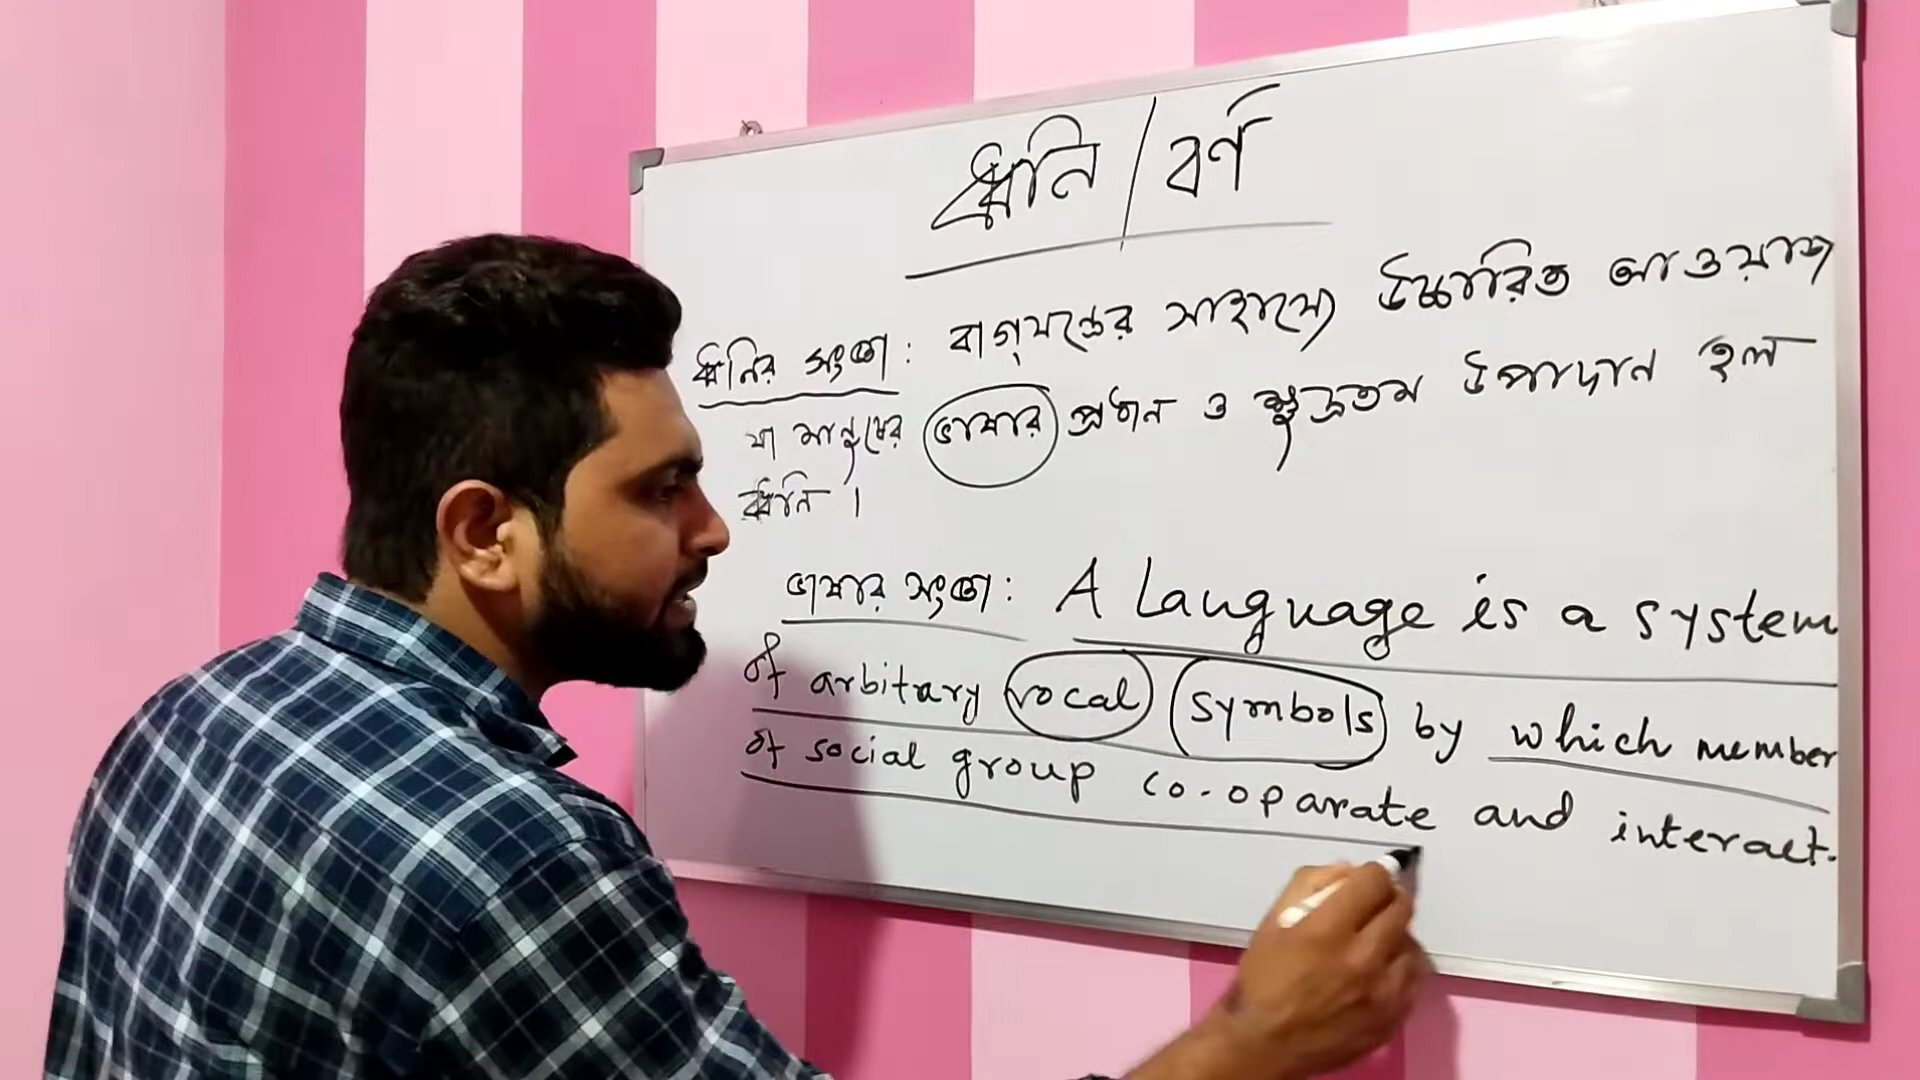 ধ্বনি / বর্ণ
ধ্বনির সংজ্ঞা : বাগ্‌যন্ত্রের সাহায্যে উচ্চারিত আওয়াজ
যা মানুষের ভাষার প্রধান ও ক্ষুদ্রতম উপাদান হল
ধ্বনি ।
ভাষার সংজ্ঞা : A Language is a system
of arbitrary vocal symbols by which member
of social group co-oparate and interact.